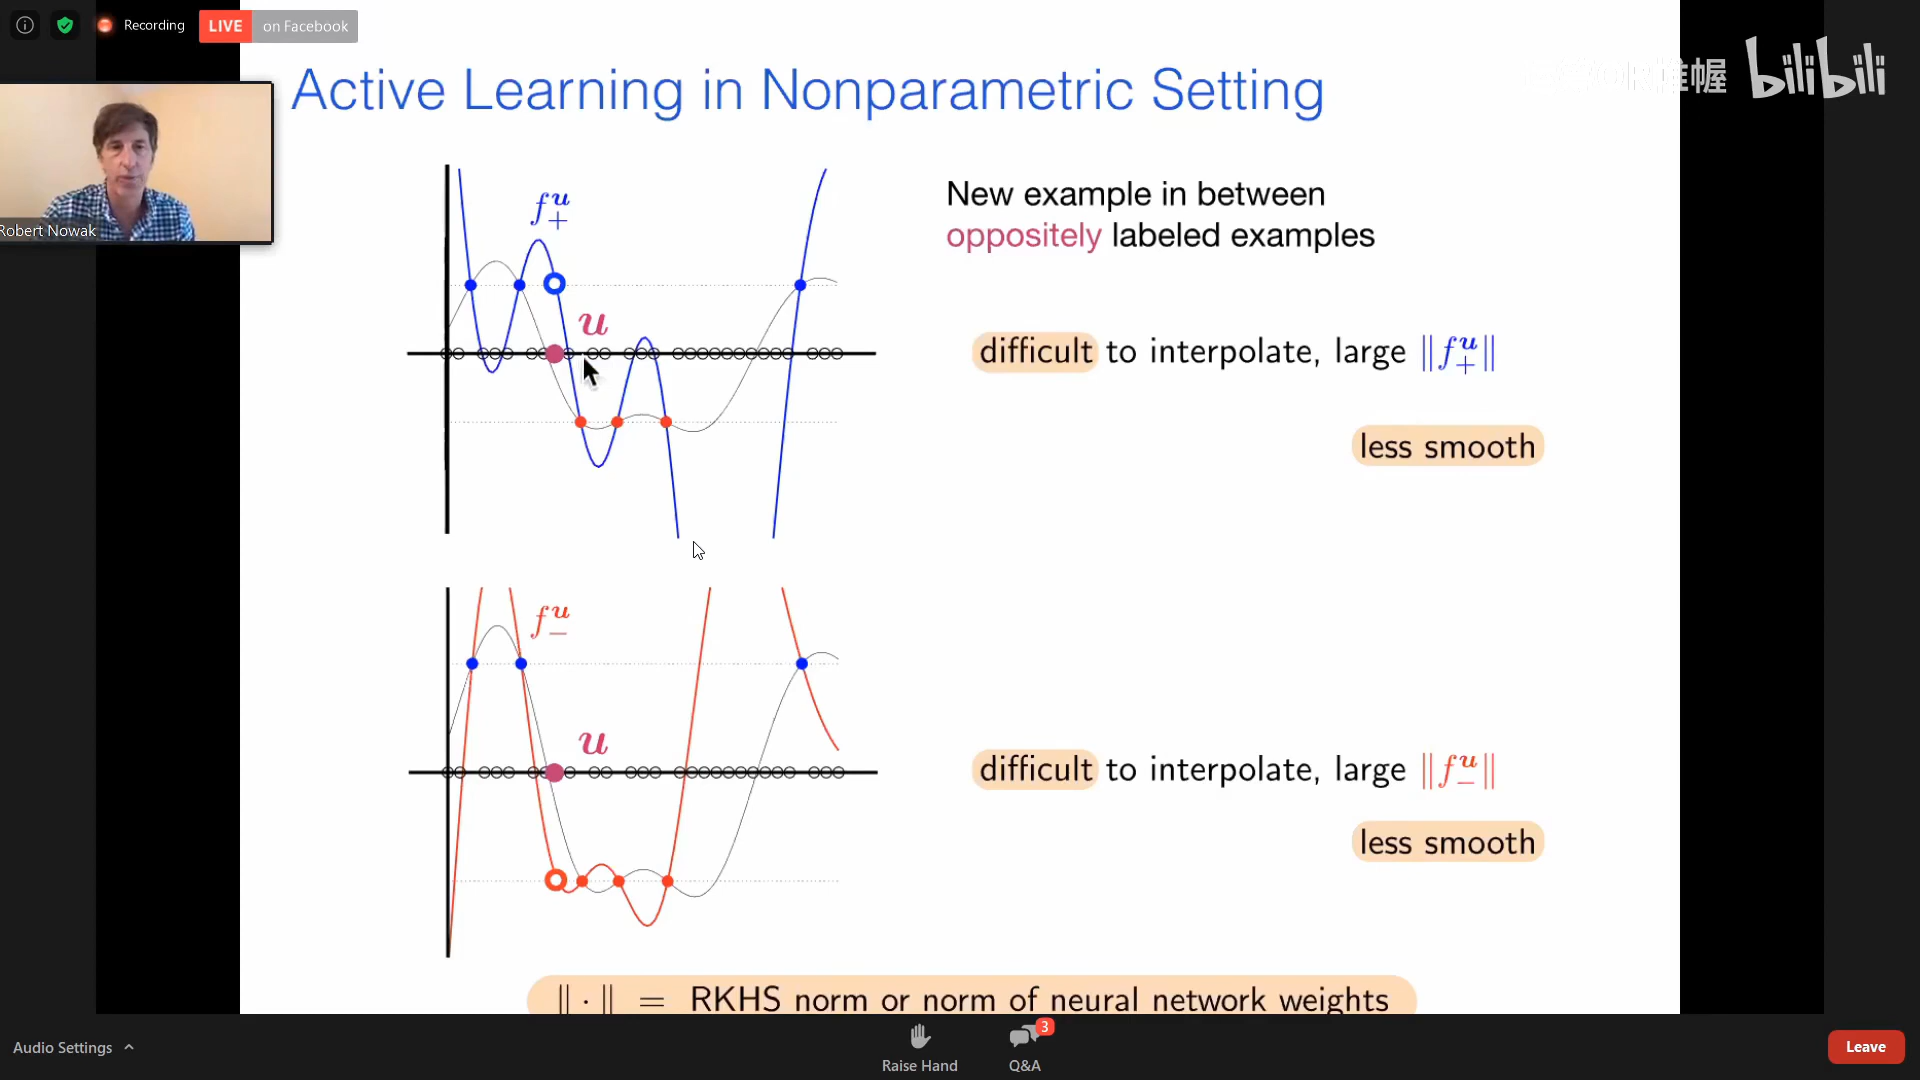 Recording
LIVE on Facebook
Active Learning in Nonparametric Setting
bilibili
Robert Nowak
f₊ᵘ
New example in between
oppositely labeled examples
u
difficult to interpolate, large ‖f₊ᵘ‖
less smooth
f₋ᵘ
u
difficult to interpolate, large ‖f₋ᵘ‖
less smooth
‖·‖ = RKHS norm or norm of neural network weights
Audio Settings
Raise Hand
3
Q&A
Leave